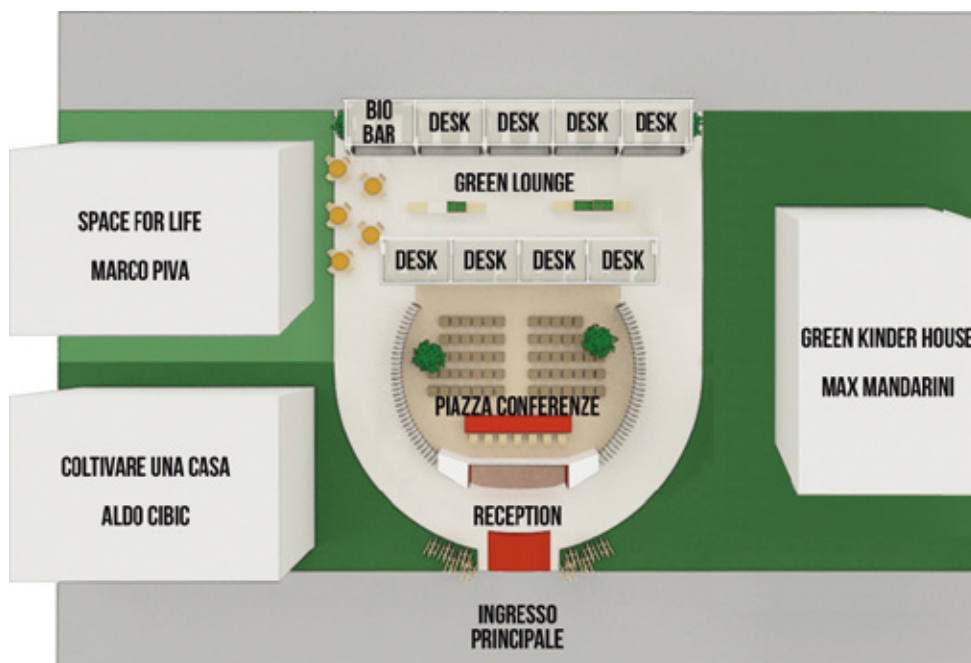 BIO
BAR
DESK
DESK
DESK
DESK
GREEN LOUNGE
SPACE FOR LIFE
MARCO PIVA
DESK
DESK
DESK
DESK
GREEN KINDER HOUSE
MAX MANDARINI
PIAZZA CONFERENZE
COLTIVARE UNA CASA
ALDO CIBIC
RECEPTION
INGRESSO
PRINCIPALE